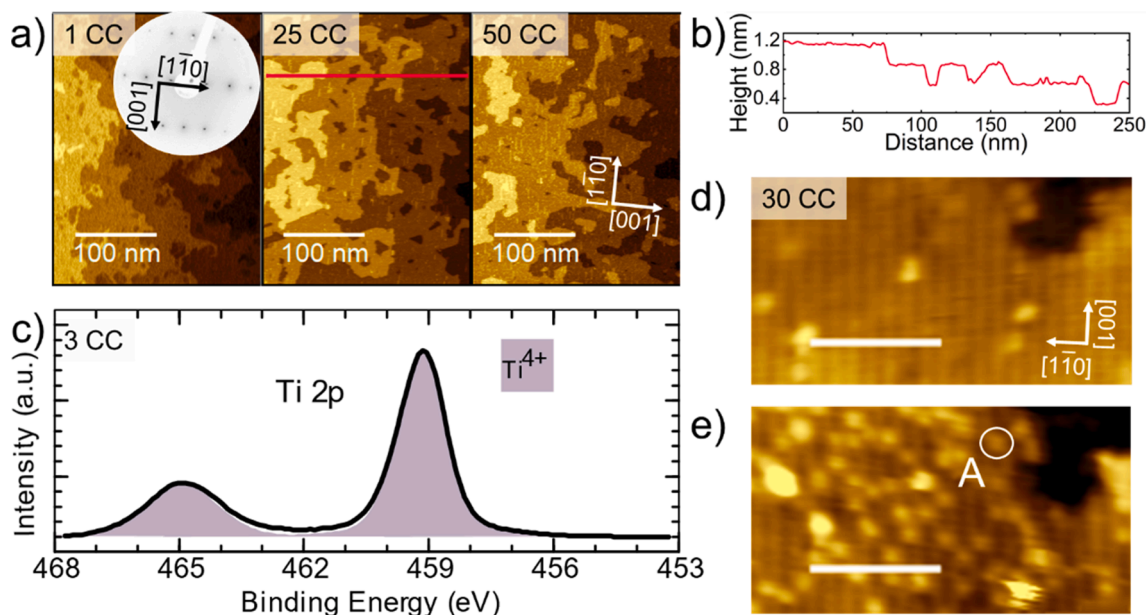 a)
1 CC
[11̅0]
[001]
100 nm
25 CC
100 nm
50 CC
[11̅0]
[001]
100 nm
b)
Height (nm)
1.2
0.8
0.4
0 50 100 150 200 250
Distance (nm)
c)
3 CC
Ti 2p
Ti4+
Intensity (a.u.)
468 465 462 459 456 453
Binding Energy (eV)
d)
30 CC
[001]
[11̅0]
e)
A